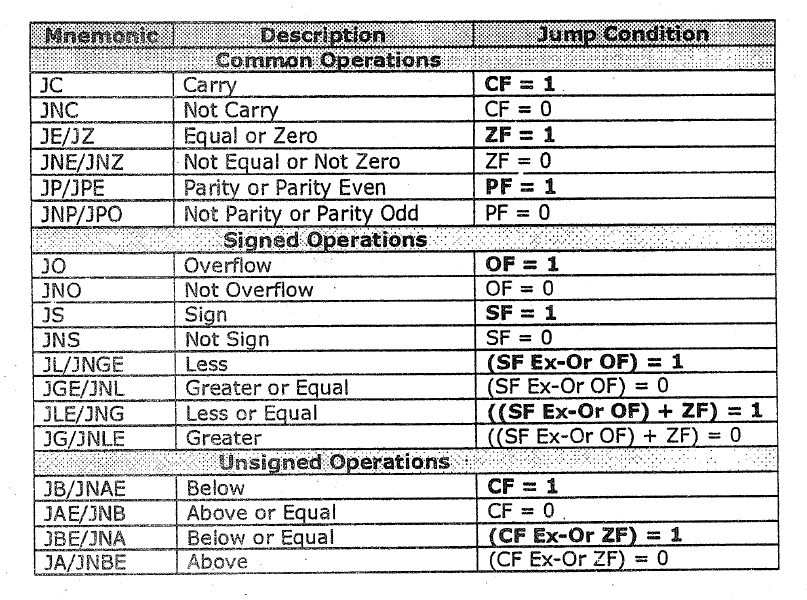 Mnemonic Description Jump Condition
Common Operations
JC Carry CF = 1
JNC Not Carry CF = 0
JE/JZ Equal or Zero ZF = 1
JNE/JNZ Not Equal or Not Zero ZF = 0
JP/JPE Parity or Parity Even PF = 1
JNP/JPO Not Parity or Parity Odd PF = 0
Signed Operations
JO Overflow OF = 1
JNO Not Overflow OF = 0
JS Sign SF = 1
JNS Not Sign SF = 0
JL/JNGE Less (SF Ex-Or OF) = 1
JGE/JNL Greater or Equal (SF Ex-Or OF) = 0
JLE/JNG Less or Equal ((SF Ex-Or OF) + ZF) = 1
JG/JNLE Greater ((SF Ex-Or OF) + ZF) = 0
Unsigned Operations
JB/JNAE Below CF = 1
JAE/JNB Above or Equal CF = 0
JBE/JNA Below or Equal (CF Ex-Or ZF) = 1
JA/JNBE Above (CF Ex-Or ZF) = 0